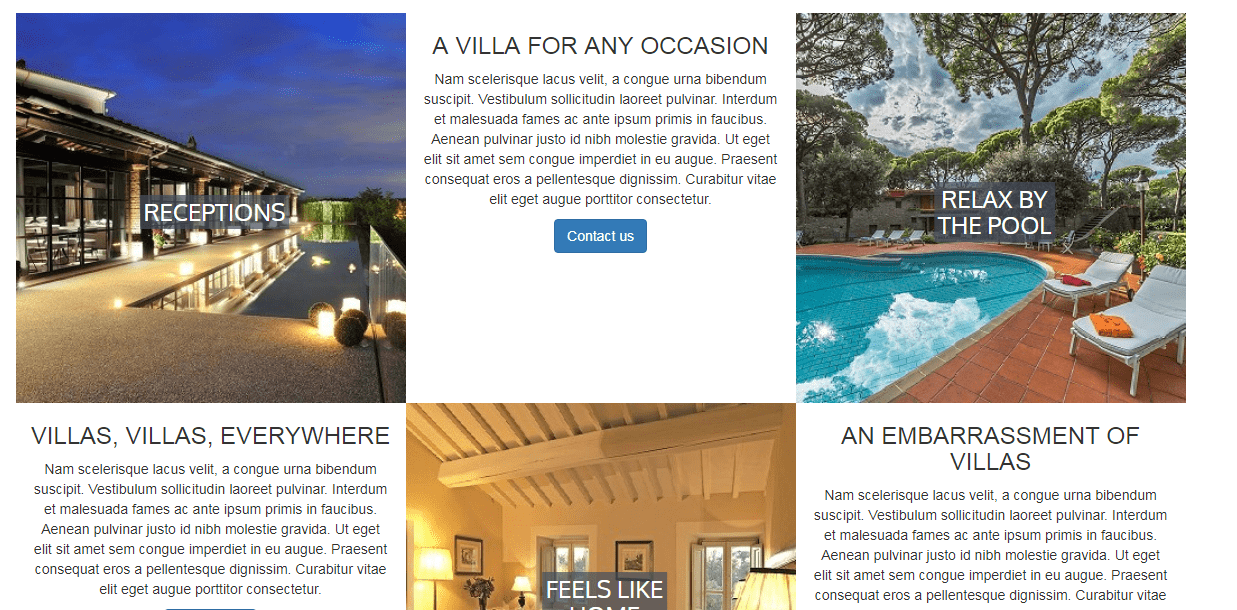 RECEPTIONS
A VILLA FOR ANY OCCASION
Nam scelerisque lacus velit, a congue urna bibendum
suscipit. Vestibulum sollicitudin laoreet pulvinar. Interdum
et malesuada fames ac ante ipsum primis in faucibus.
Aenean pulvinar justo id nibh molestie gravida. Ut eget
elit sit amet sem congue imperdiet in eu augue. Praesent
consequat eros a pellentesque dignissim. Curabitur vitae
elit eget augue porttitor consectetur.
Contact us
RELAX BY
THE POOL
VILLAS, VILLAS, EVERYWHERE
Nam scelerisque lacus velit, a congue urna bibendum
suscipit. Vestibulum sollicitudin laoreet pulvinar. Interdum
et malesuada fames ac ante ipsum primis in faucibus.
Aenean pulvinar justo id nibh molestie gravida. Ut eget
elit sit amet sem congue imperdiet in eu augue. Praesent
consequat eros a pellentesque dignissim. Curabitur vitae
elit eget augue porttitor consectetur.
FEELS LIKE
HOME
AN EMBARRASSMENT OF
VILLAS
Nam scelerisque lacus velit, a congue urna bibendum
suscipit. Vestibulum sollicitudin laoreet pulvinar. Interdum
et malesuada fames ac ante ipsum primis in faucibus.
Aenean pulvinar justo id nibh molestie gravida. Ut eget
elit sit amet sem congue imperdiet in eu augue. Praesent
consequat eros a pellentesque dignissim. Curabitur vitae